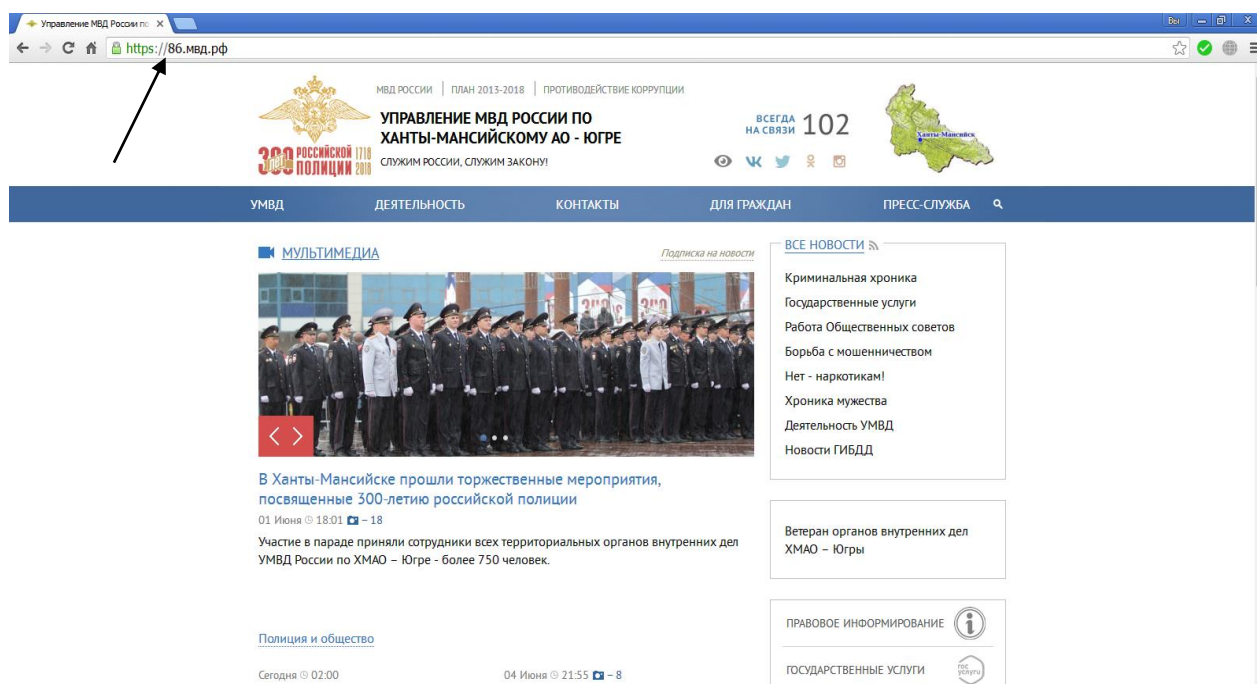 Управление МВД России по
Вы
https://86.мвд.рф
МВД РОССИИ
ПЛАН 2013-2018
ПРОТИВОДЕЙСТВИЕ КОРРУПЦИИ
УПРАВЛЕНИЕ МВД РОССИИ ПО
ХАНТЫ-МАНСИЙСКОМУ АО - ЮГРЕ
СЛУЖИМ РОССИИ, СЛУЖИМ ЗАКОНУ!
300 лет РОССИЙСКОЙ 1718
ПОЛИЦИИ 2018
ВСЕГДА
НА СВЯЗИ 102
Ханты-Мансийск
УМВД
ДЕЯТЕЛЬНОСТЬ
КОНТАКТЫ
ДЛЯ ГРАЖДАН
ПРЕСС-СЛУЖБА
МУЛЬТИМЕДИА
Подписка на новости
300
300
В Ханты-Мансийске прошли торжественные мероприятия,
посвященные 300-летию российской полиции
01 Июня 18:01 – 18
Участие в параде приняли сотрудники всех территориальных органов внутренних дел
УМВД России по ХМАО – Югре - более 750 человек.
Полиция и общество
Сегодня 02:00
04 Июня 21:55 – 8
ВСЕ НОВОСТИ
Криминальная хроника
Государственные услуги
Работа Общественных советов
Борьба с мошенничеством
Нет - наркотикам!
Хроника мужества
Деятельность УМВД
Новости ГИБДД
Ветеран органов внутренних дел
ХМАО – Югры
ПРАВОВОЕ ИНФОРМИРОВАНИЕ
ГОСУДАРСТВЕННЫЕ УСЛУГИ
гос
услуги